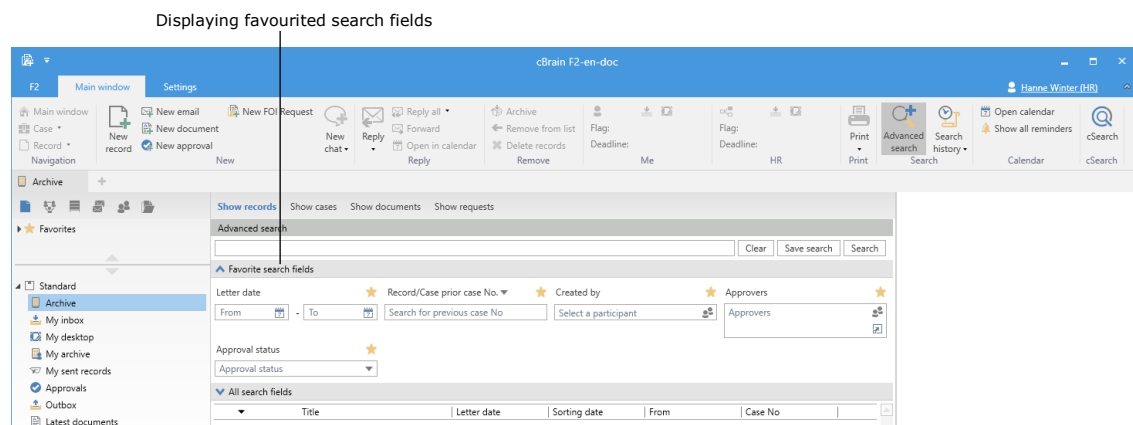 Displaying favourited search fields
cBrain F2-en-doc
F2 Main window Settings Hanne Winter (HR)
Main window New email New FOI Request Reply all Archive Open calendar
Case New document Forward Remove from list Flag: Flag: Show all reminders
Record New record New approval New chat Reply Open in calendar Delete records Deadline: Deadline: Print Advanced search Search history cSearch
Navigation New Reply Remove Me HR Print Search Calendar cSearch
Archive +
Show records Show cases Show documents Show requests
Favorites Advanced search
Clear Save search Search
Favorite search fields
Standard Letter date Record/Case prior case No. Created by Approvers
Archive
My inbox From - To Search for previous case No Select a participant Approvers
My desktop
My archive Approval status
My sent records Approval status
Approvals All search fields
Outbox Title Letter date Sorting date From Case No
Latest documents